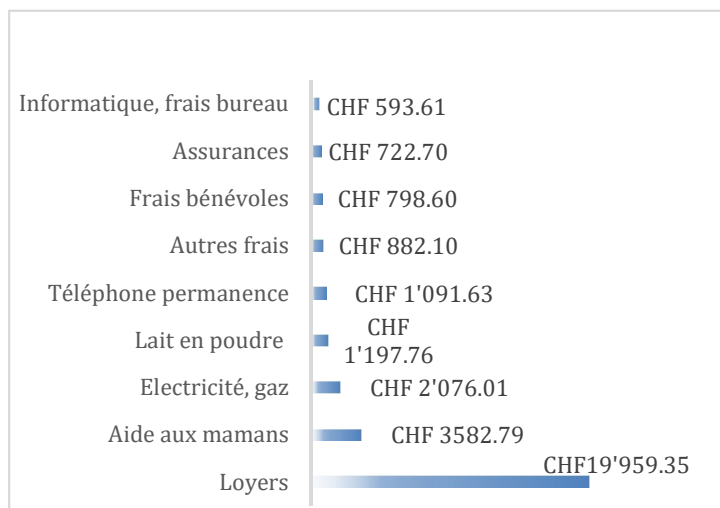 Informatique, frais bureau CHF 593.61
Assurances CHF 722.70
Frais bénévoles CHF 798.60
Autres frais CHF 882.10
Téléphone permanence CHF 1'091.63
Lait en poudre CHF
1'197.76
Electricité, gaz CHF 2'076.01
Aide aux mamans CHF 3582.79
Loyers CHF19'959.35